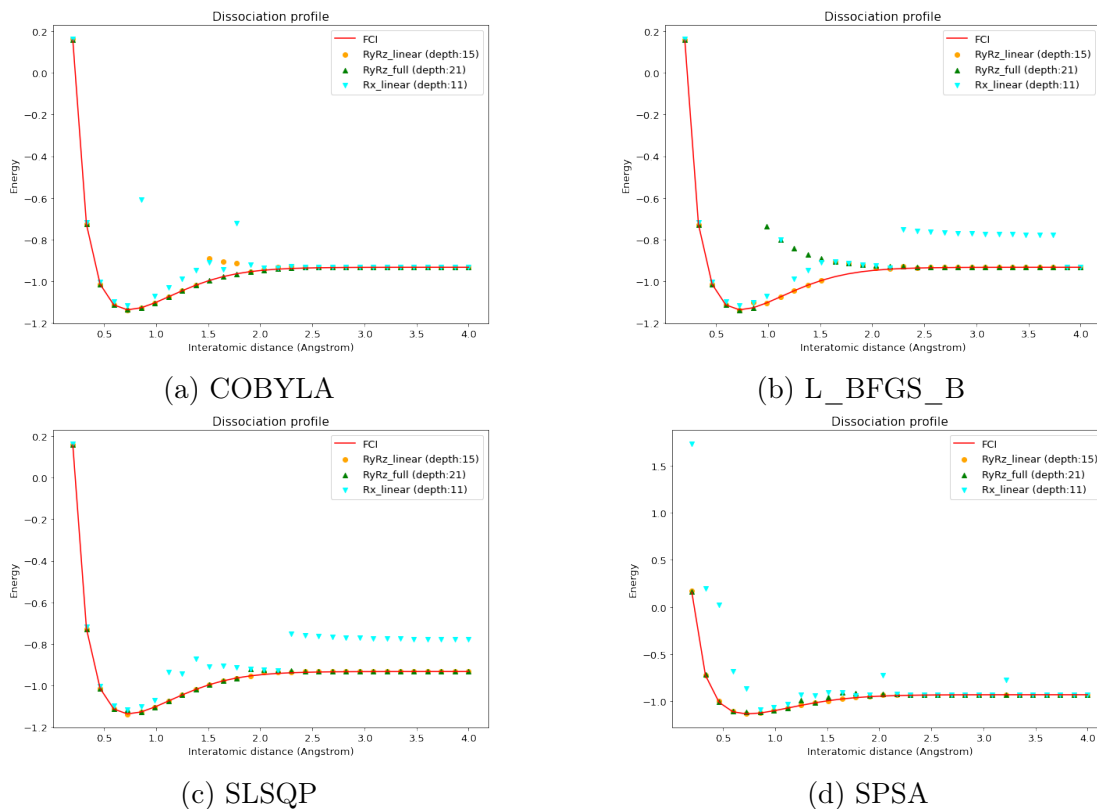 Dissociation profile
0.2
0.0
−0.2
−0.4
−0.6
−0.8
−1.0
−1.2
Energy
FCI
RyRz_linear (depth:15)
RyRz_full (depth:21)
Rx_linear (depth:11)
0.5 1.0 1.5 2.0 2.5 3.0 3.5 4.0
Interatomic distance (Angstrom)
(a) COBYLA
Dissociation profile
0.2
0.0
−0.2
−0.4
−0.6
−0.8
−1.0
−1.2
Energy
FCI
RyRz_linear (depth:15)
RyRz_full (depth:21)
Rx_linear (depth:11)
0.5 1.0 1.5 2.0 2.5 3.0 3.5 4.0
Interatomic distance (Angstrom)
(b) L_BFGS_B
Dissociation profile
0.2
0.0
−0.2
−0.4
−0.6
−0.8
−1.0
−1.2
Energy
FCI
RyRz_linear (depth:15)
RyRz_full (depth:21)
Rx_linear (depth:11)
0.5 1.0 1.5 2.0 2.5 3.0 3.5 4.0
Interatomic distance (Angstrom)
(c) SLSQP
Dissociation profile
1.5
1.0
0.5
0.0
−0.5
−1.0
Energy
FCI
RyRz_linear (depth:15)
RyRz_full (depth:21)
Rx_linear (depth:11)
0.5 1.0 1.5 2.0 2.5 3.0 3.5 4.0
Interatomic distance (Angstrom)
(d) SPSA